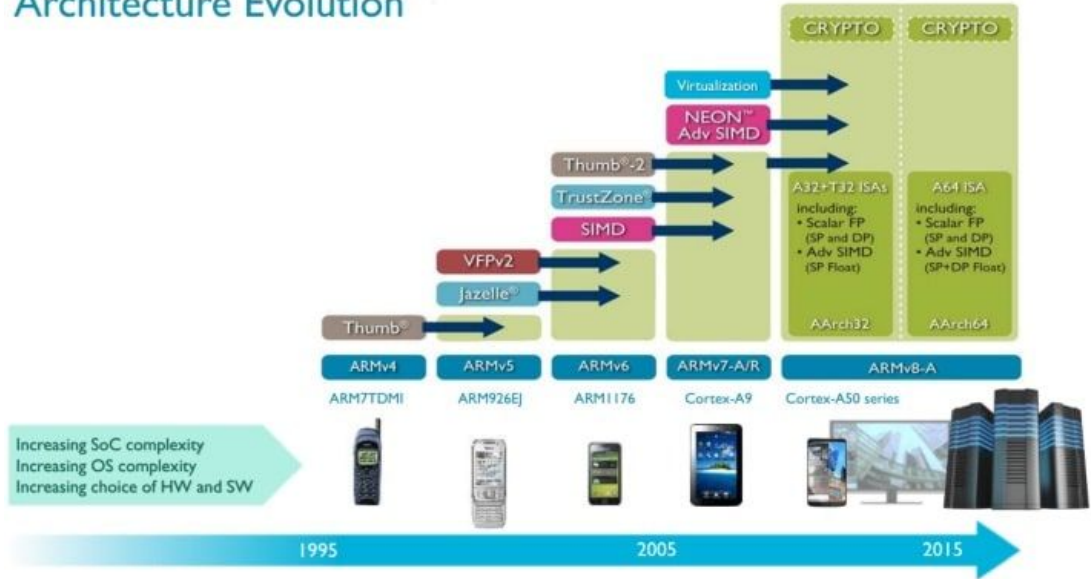 Architecture Evolution
CRYPTO CRYPTO
Virtualization
NEON™
Adv SIMD
Thumb®-2
TrustZone®
SIMD
VFPv2
Jazelle®
Thumb®
A32+T32 ISAs
including:
• Scalar FP
(SP and DP)
• Adv SIMD
(SP Float)
AArch32
A64 ISA
including:
• Scalar FP
(SP and DP)
• Adv SIMD
(SP+DP Float)
AArch64
ARMv4 ARMv5 ARMv6 ARMv7-A/R ARMv8-A
ARM7TDMI ARM926EJ ARM1176 Cortex-A9 Cortex-A50 series
Increasing SoC complexity
Increasing OS complexity
Increasing choice of HW and SW
1995 2005 2015